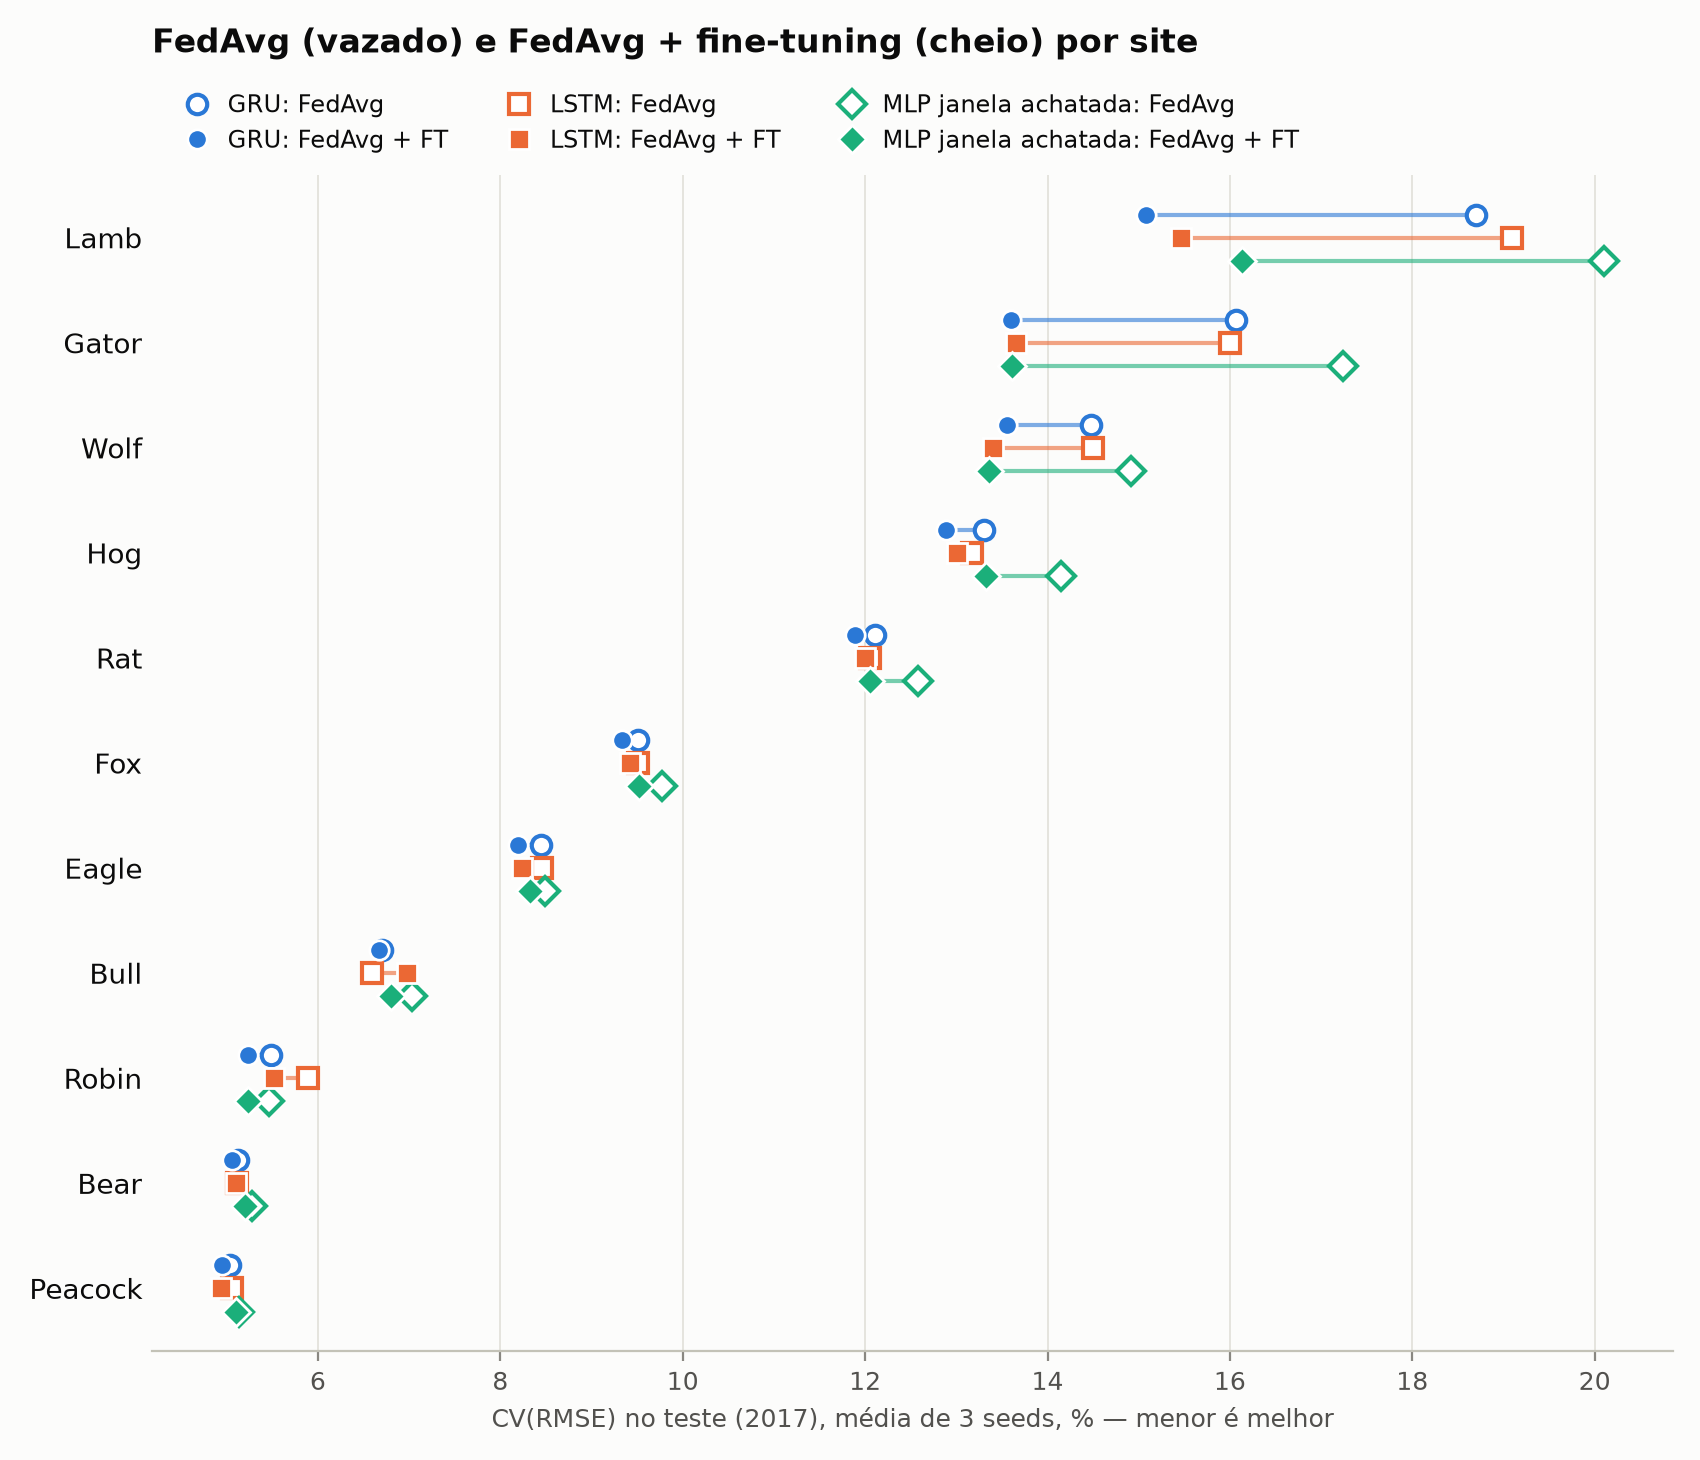 FedAvg (vazado) e FedAvg + fine-tuning (cheio) por site
GRU: FedAvg
LSTM: FedAvg
MLP janela achatada: FedAvg
GRU: FedAvg + FT
LSTM: FedAvg + FT
MLP janela achatada: FedAvg + FT
Lamb
Gator
Wolf
Hog
Rat
Fox
Eagle
Bull
Robin
Bear
Peacock
6 8 10 12 14 16 18 20
CV(RMSE) no teste (2017), média de 3 seeds, % — menor é melhor